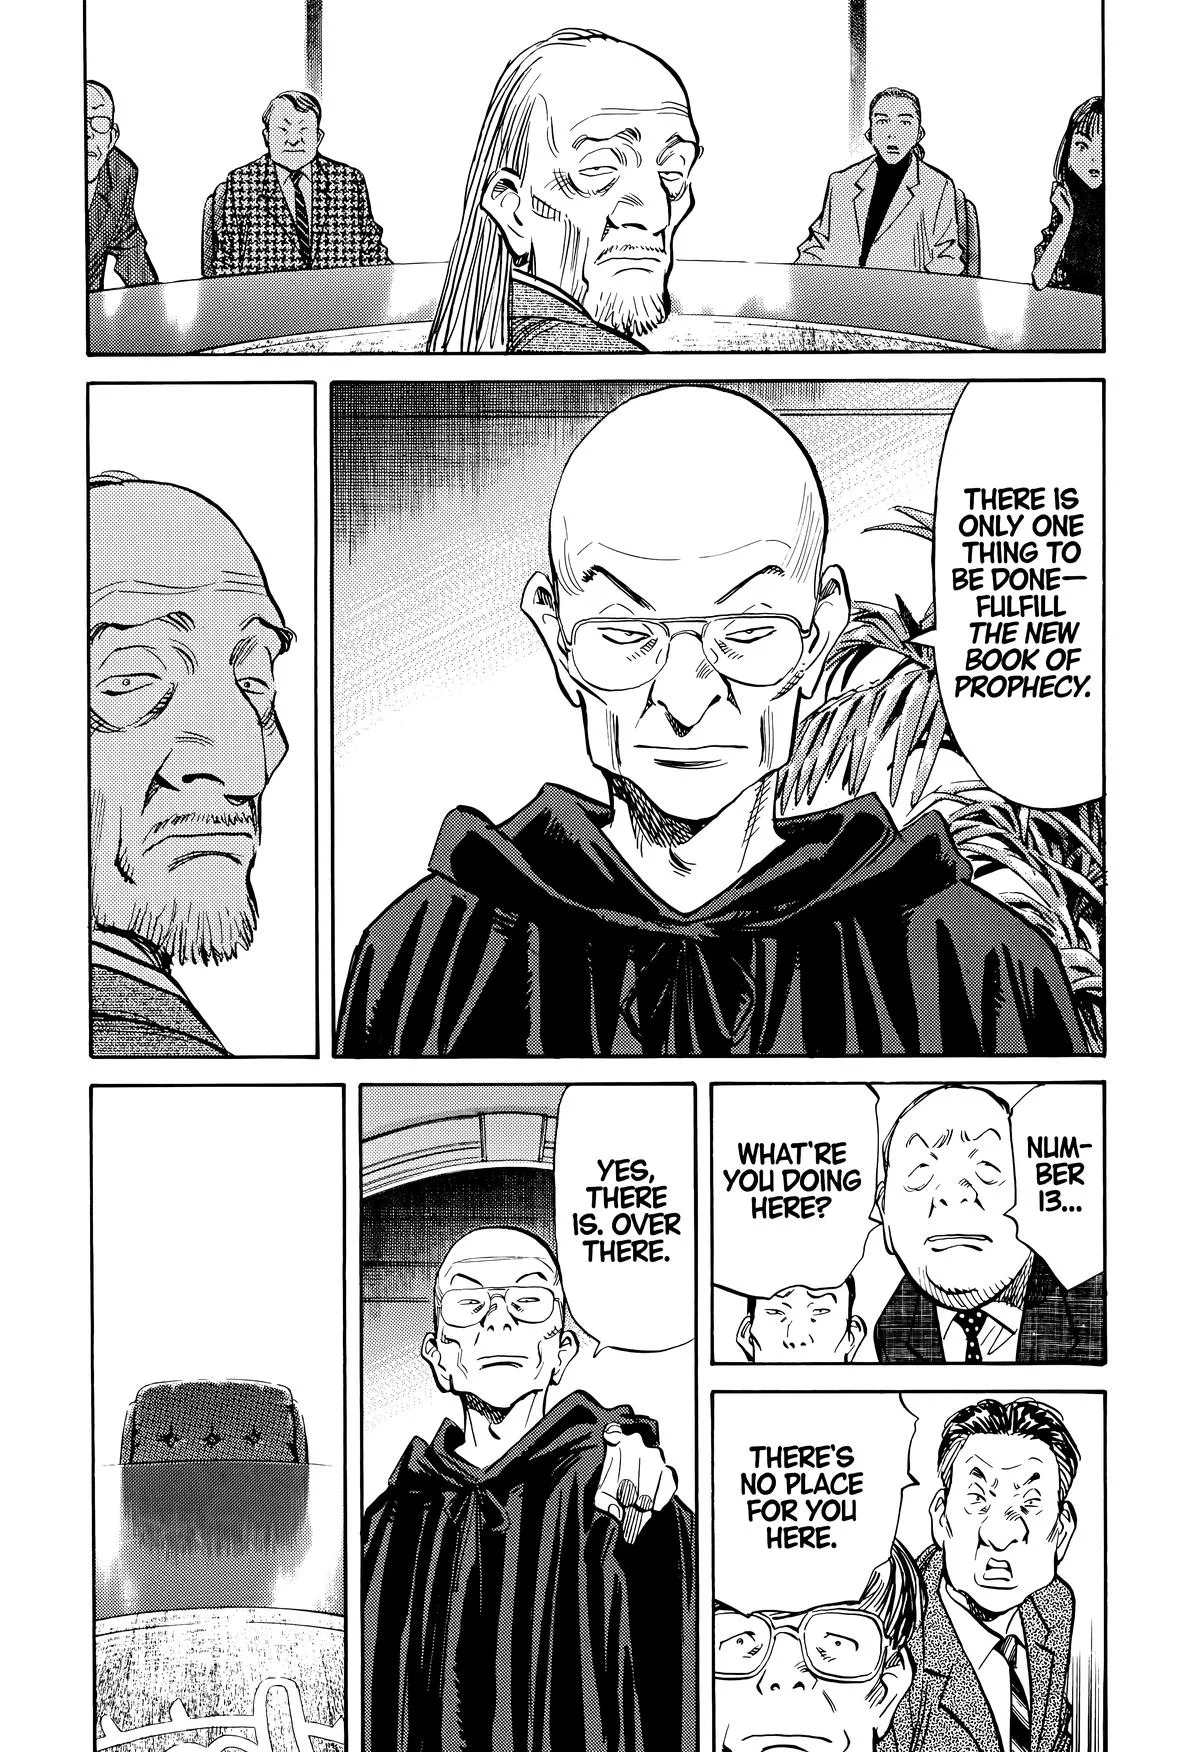 THERE IS
ONLY ONE
THING TO
BE DONE—
FULFILL
THE NEW
BOOK OF
PROPHECY.
NUM-
BER
13...
WHAT'RE
YOU DOING
HERE?
THERE'S
NO PLACE
FOR YOU
HERE.
YES,
THERE
IS. OVER
THERE.